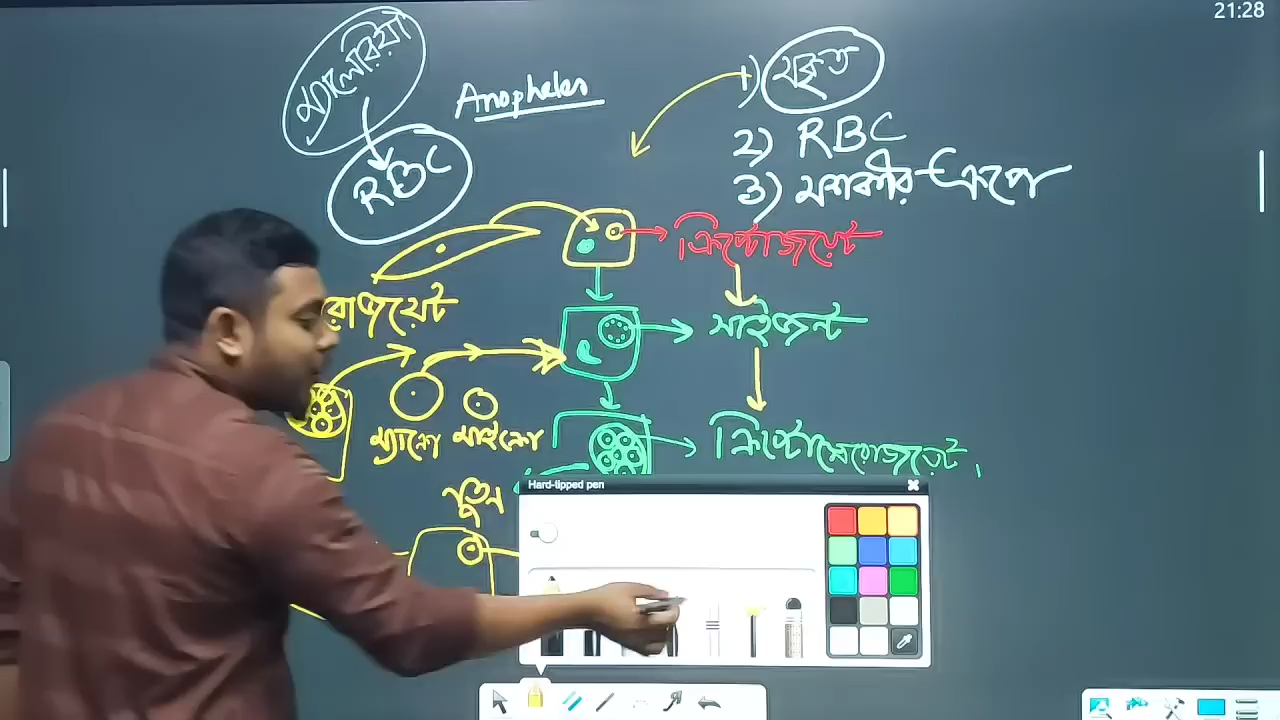 21:28
ম্যালেরিয়া
RBC
Anopheles
1) যকৃত
2) RBC
3) মশকীর ক্রপে
ক্রিপ্টোজয়েট
রোজয়েট
সাইজন্ট
ম্যাক্রো মাইক্রো
ক্রিপ্টোমেরোজয়েট,
নতুন
Hard-tipped pen